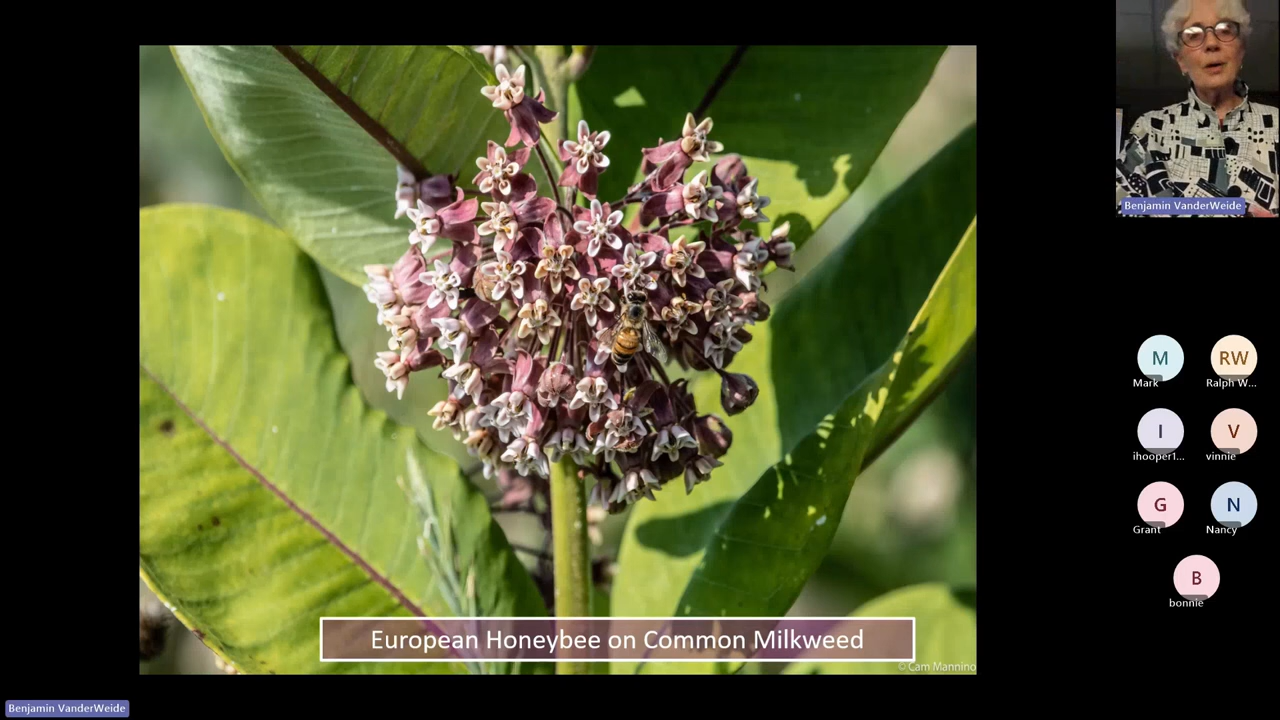 European Honeybee on Common Milkweed
© Cam Mannino
Benjamin VanderWeide
M
Mark
RW
Ralph W...
I
ihooper1...
V
vinnie
G
Grant
N
Nancy
B
bonnie
Benjamin VanderWeide